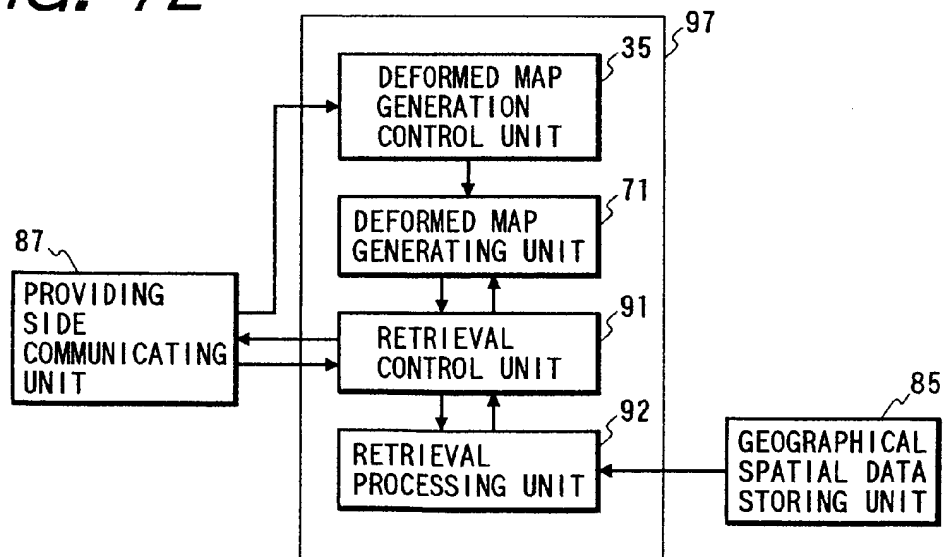 97
35
DEFORMED MAP
GENERATION
CONTROL UNIT
71
DEFORMED MAP
GENERATING UNIT
87
PROVIDING
SIDE
COMMUNICATING
UNIT
91
RETRIEVAL
CONTROL UNIT
92
RETRIEVAL
PROCESSING UNIT
85
GEOGRAPHICAL
SPATIAL DATA
STORING UNIT